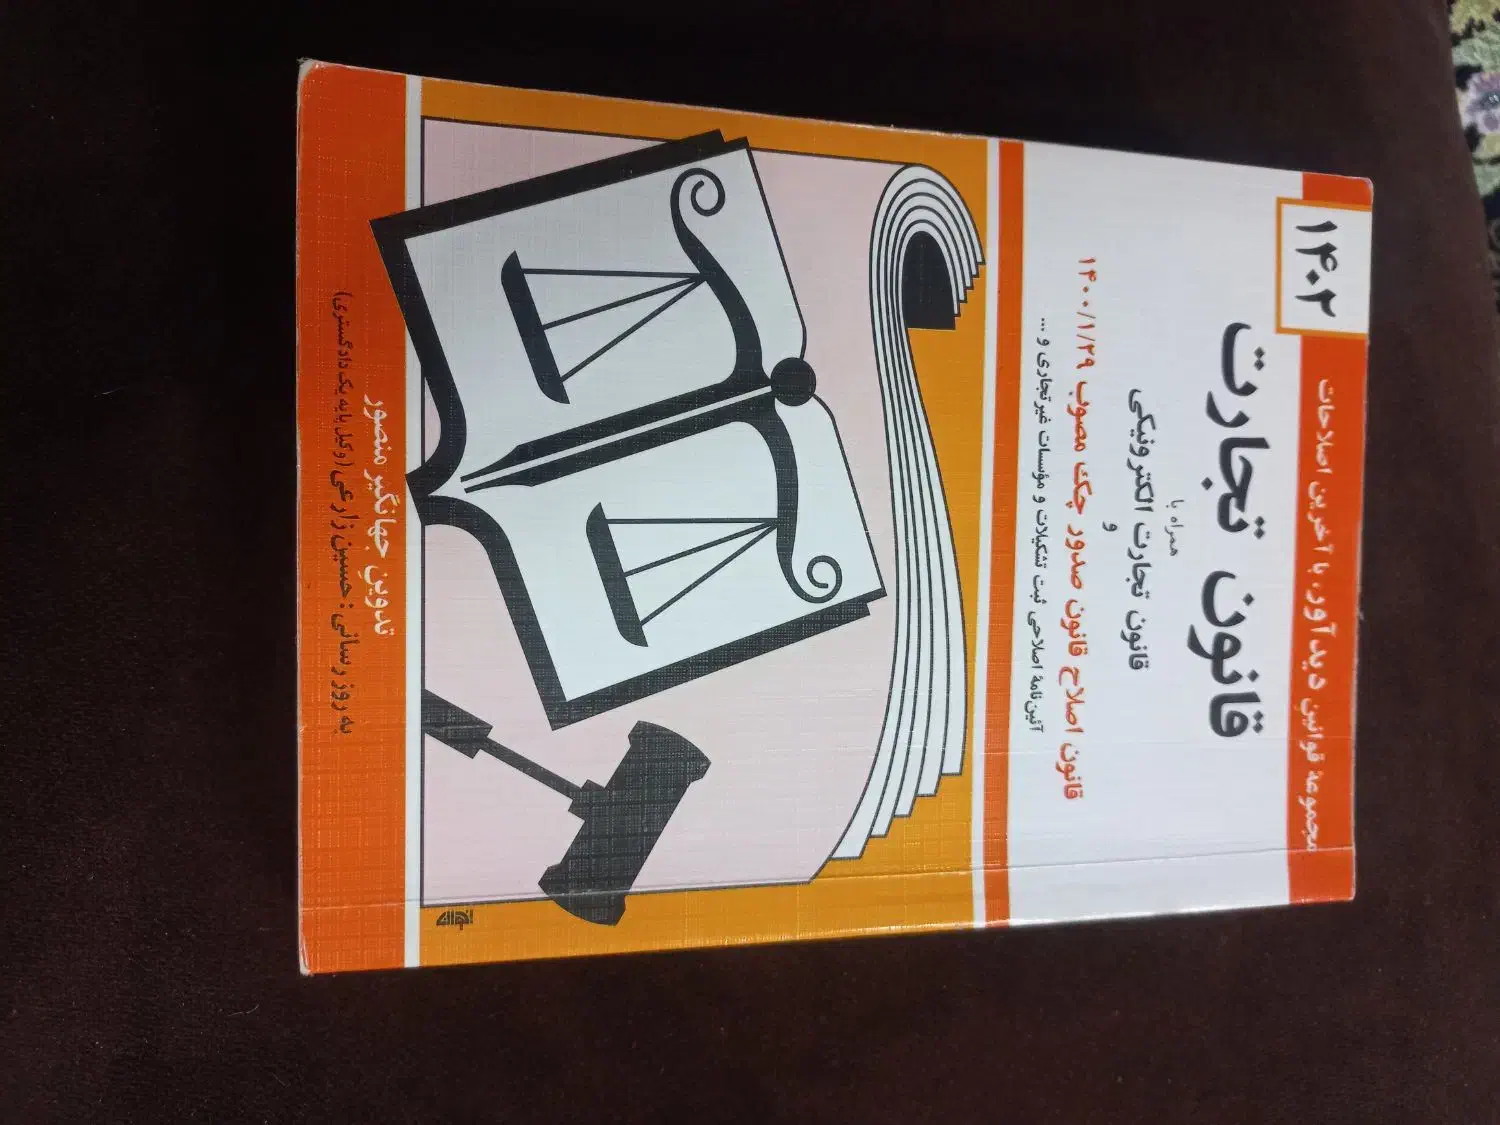 ۱۴۰۲
مجموعهٔ قوانینِ دیدآور، با آخرین اصلاحات
قانون تجارت
همراه با
قانون تجارت الکترونیکی
و
قانون اصلاح قانون صدور چک مصوب ۱۴۰۰/۱/۲۹
آئین‌نامهٔ اصلاحی ثبت تشکیلات و مؤسسات غیرتجاری و ...
تدوینِ جهانگیر منصور
به روز رسانی : حسین زارعی (وکیل پایه یک دادگستری)